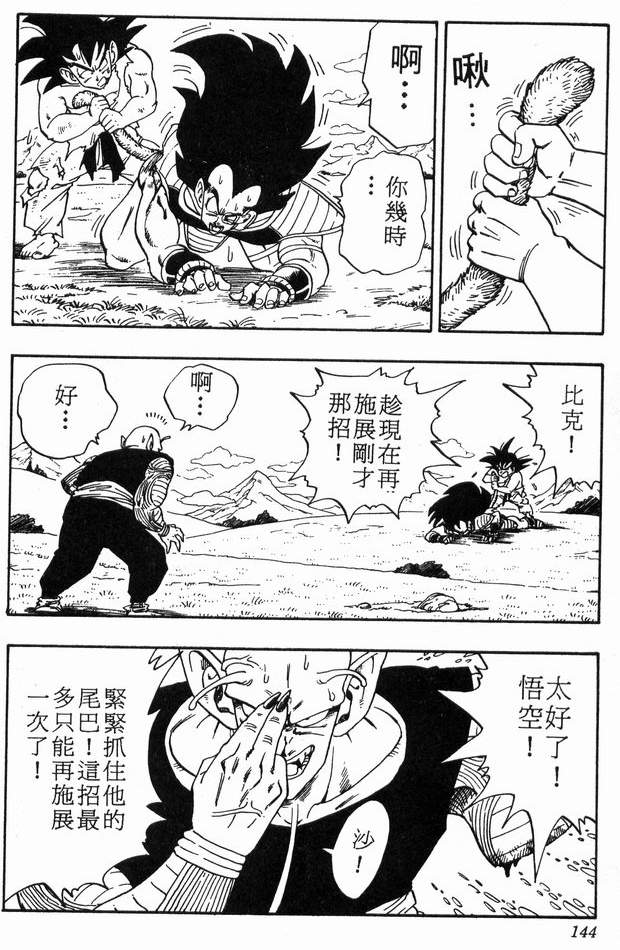 啾…
啊…
你幾時
…
比克！
趁現在再
施展剛才
那招！
啊…
好…
太好了！
悟空！
沙！
緊緊抓住他的
尾巴！這招最
多只能再施展
一次了！
144